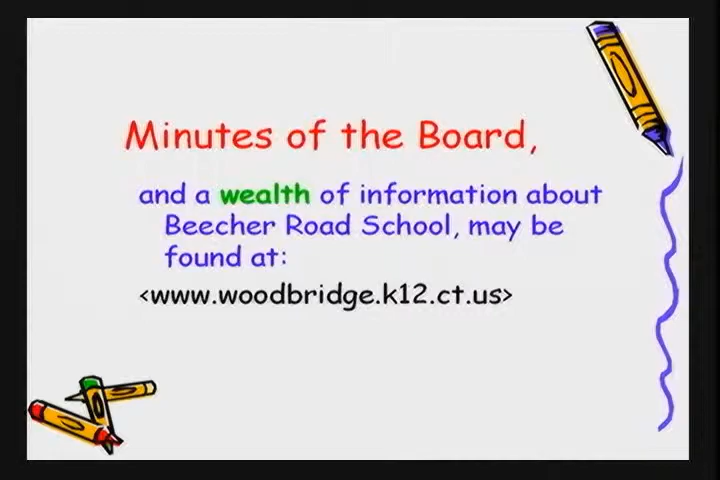 Minutes of the Board,
and a wealth of information about
Beecher Road School, may be
found at:
<www.woodbridge.k12.ct.us>